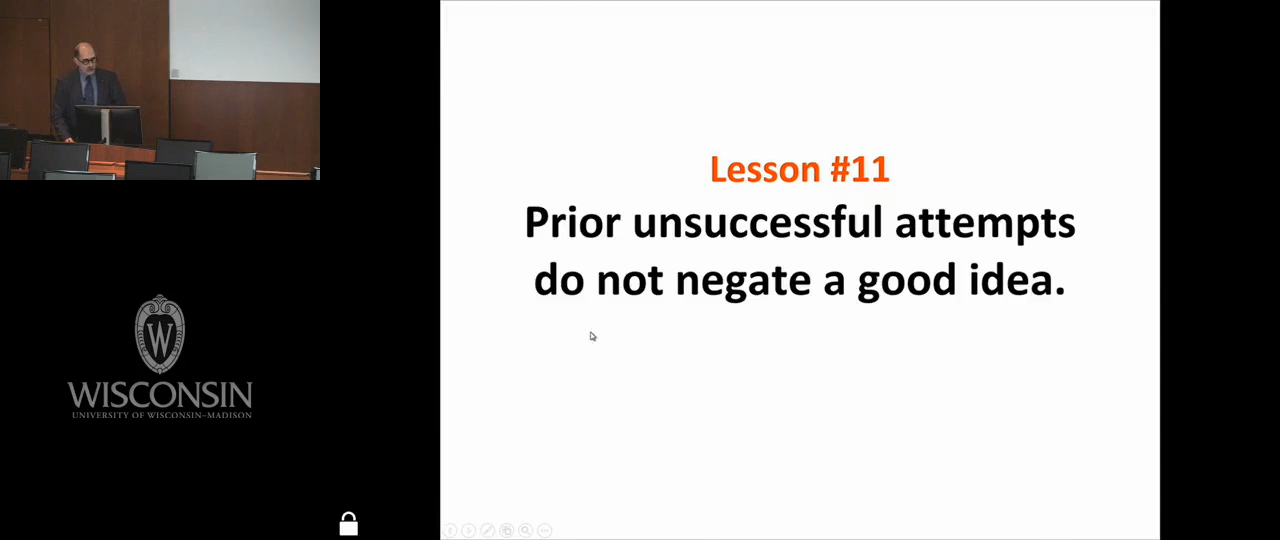 Lesson #11
Prior unsuccessful attempts
do not negate a good idea.
W
WISCONSIN
UNIVERSITY OF WISCONSIN–MADISON